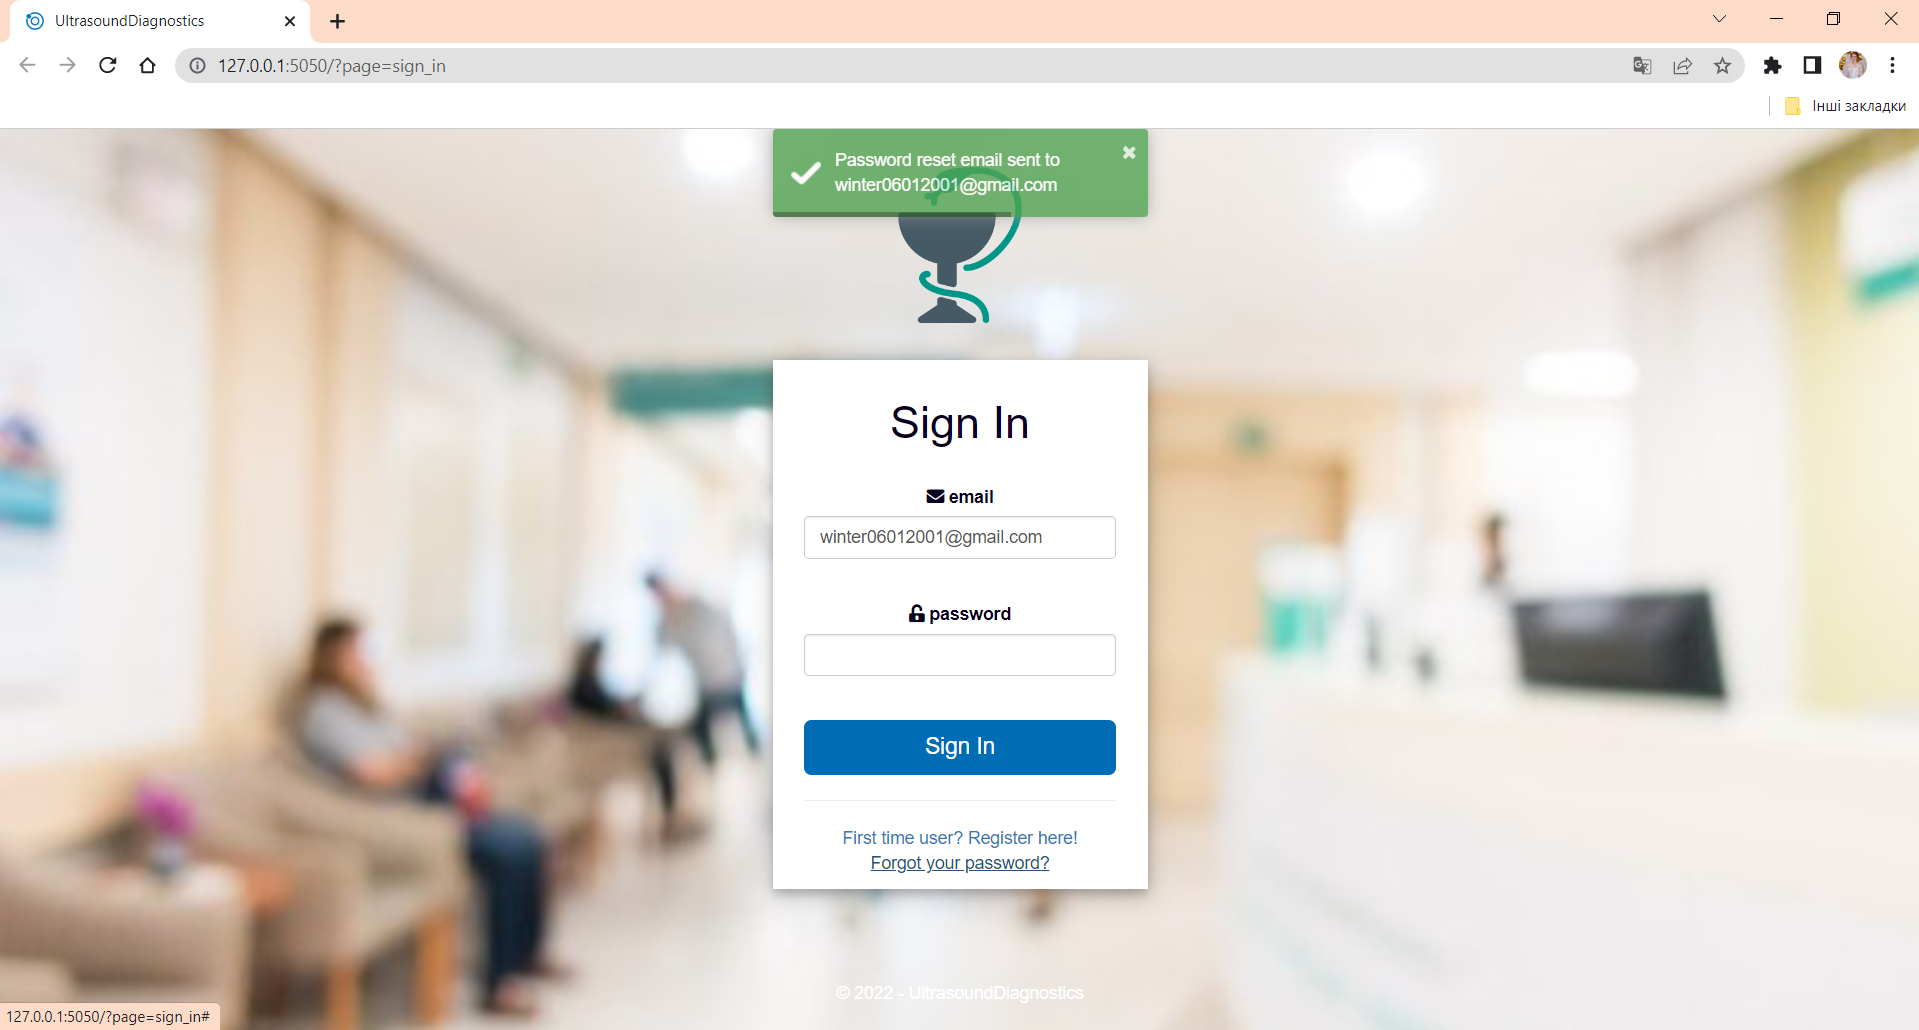 UltrasoundDiagnostics
127.0.0.1:5050/?page=sign_in
Інші закладки
Password reset email sent to
winter06012001@gmail.com
Sign In
email
winter06012001@gmail.com
password
Sign In
First time user? Register here!
Forgot your password?
© 2022 - UltrasoundDiagnostics
127.0.0.1:5050/?page=sign_in#